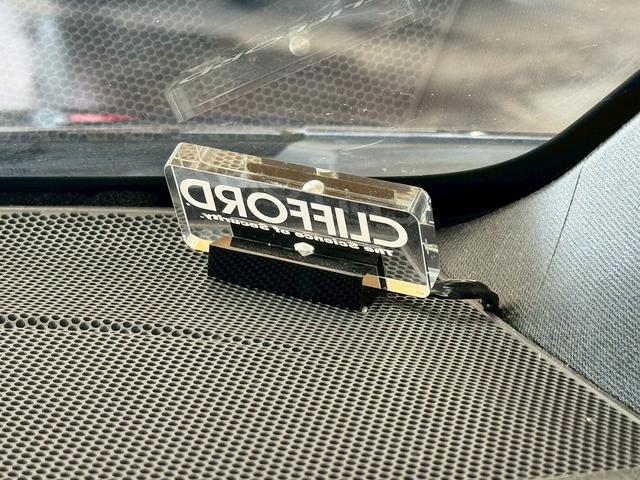 CLIFFORD
The Science of Security.